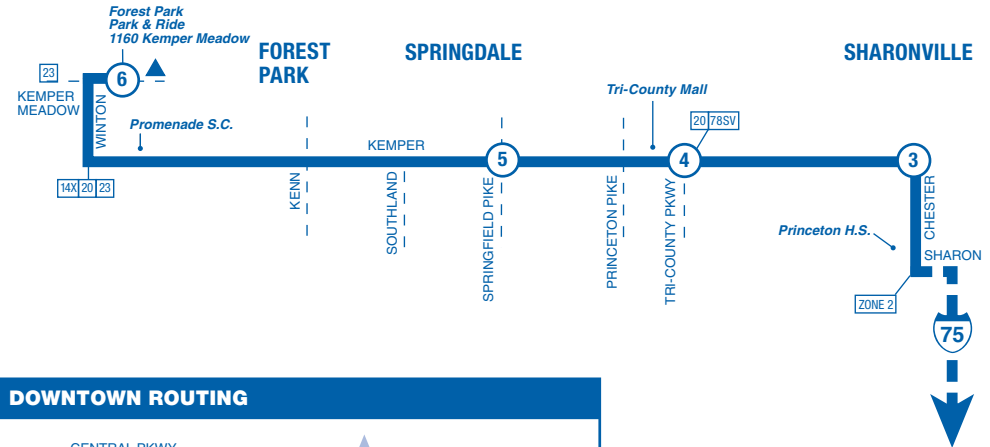 Forest Park
Park & Ride
1160 Kemper Meadow
FOREST
PARK
SPRINGDALE
SHARONVILLE
23
6
KEMPER
MEADOW
WINTON
Promenade S.C.
Tri-County Mall
20 78SV
KEMPER
5
4
3
14X 20 23
KENN
SOUTHLAND
SPRINGFIELD PIKE
PRINCETON PIKE
TRI-COUNTY PKWY
CHESTER
Princeton H.S.
SHARON
ZONE 2
75
DOWNTOWN ROUTING
CENTRAL PKWY